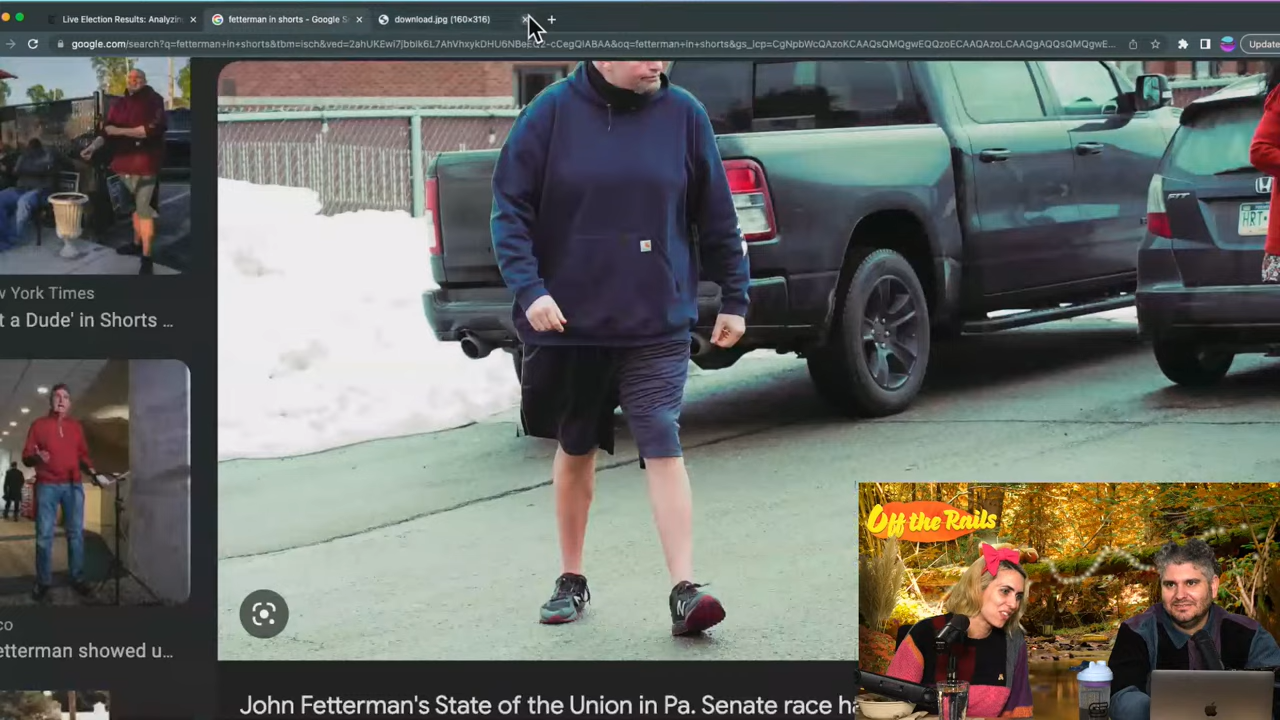 Live Election Results: Analyzin
fetterman in shorts - Google S
download.jpg (160×316)
google.com/search?q=fetterman+in+shorts&tbm=isch&ved=
Update
HRT
w York Times
t a Dude' in Shorts ...
co
etterman showed u...
Off the Rails
John Fetterman's State of the Union in Pa. Senate race ha